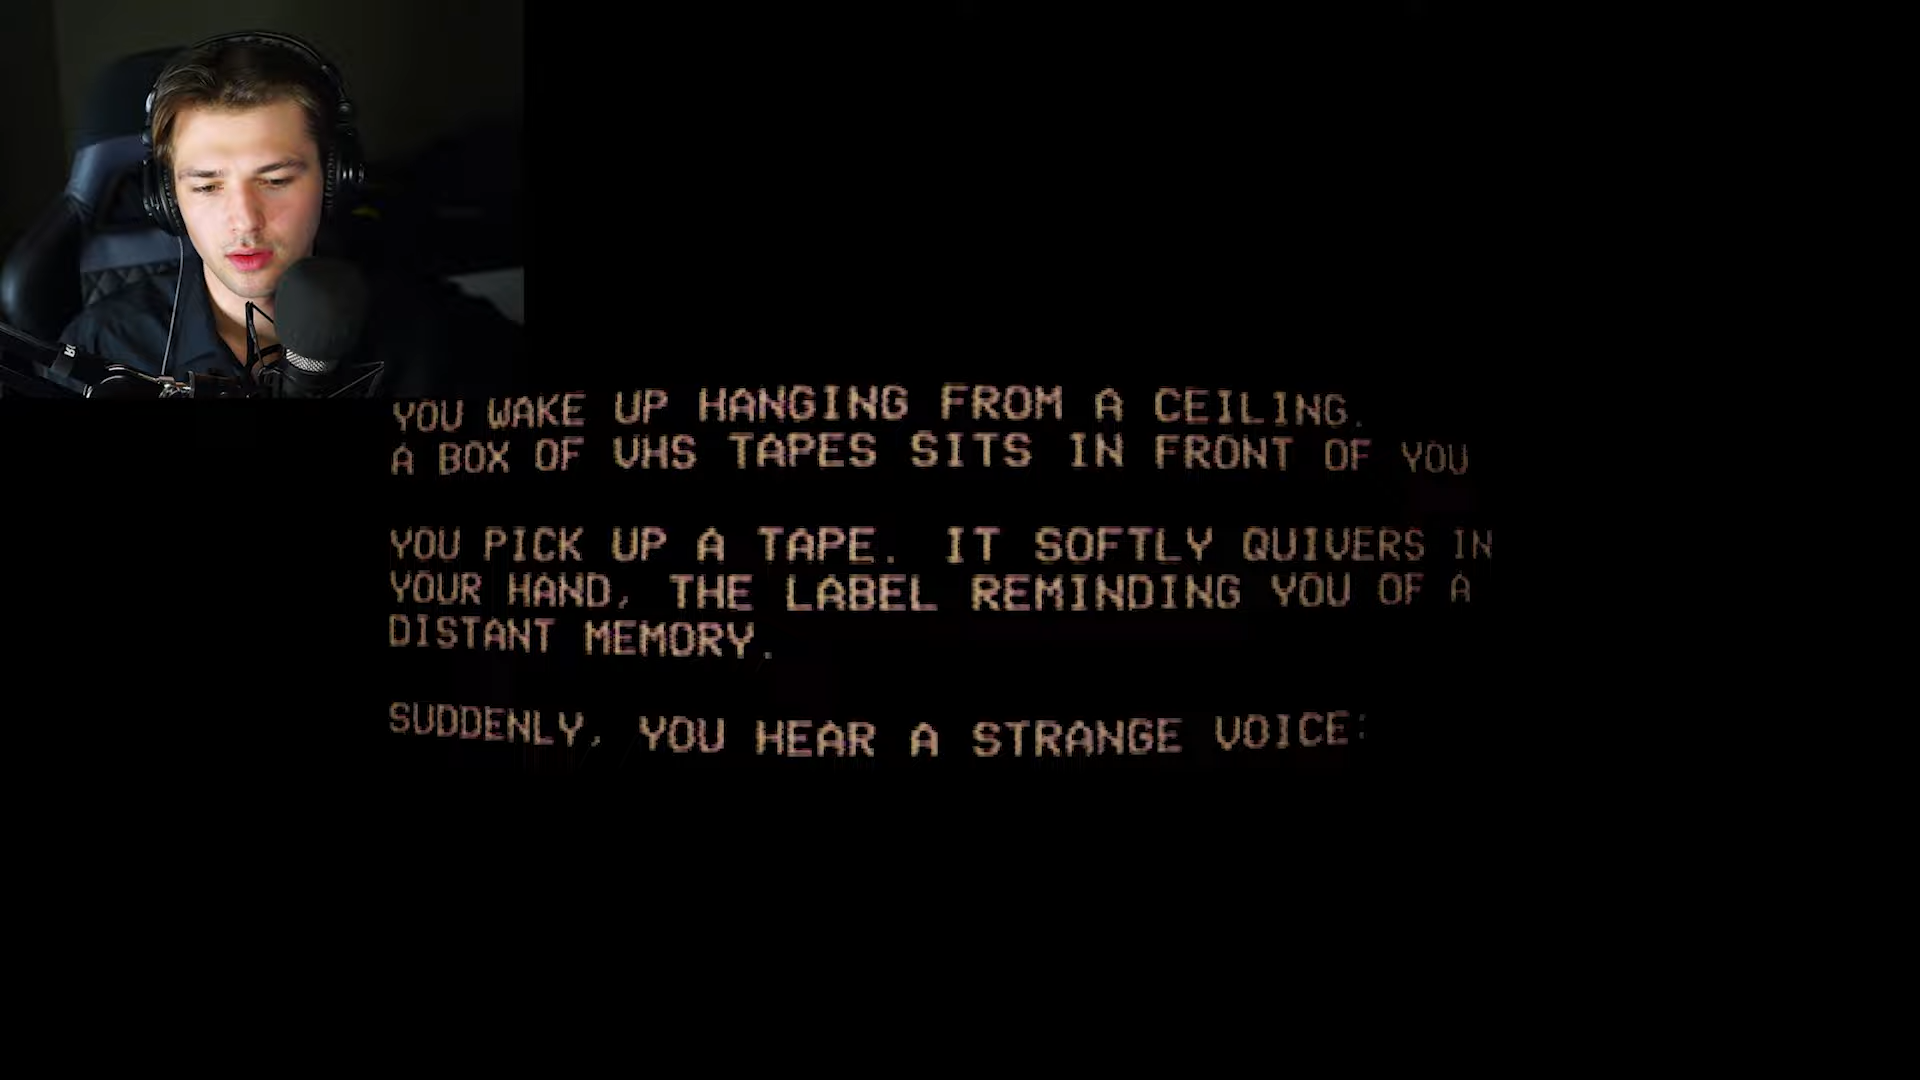 YOU WAKE UP HANGING FROM A CEILING.
A BOX OF VHS TAPES SITS IN FRONT OF YOU
YOU PICK UP A TAPE. IT SOFTLY QUIVERS IN
YOUR HAND, THE LABEL REMINDING YOU OF A
DISTANT MEMORY.
SUDDENLY, YOU HEAR A STRANGE VOICE: